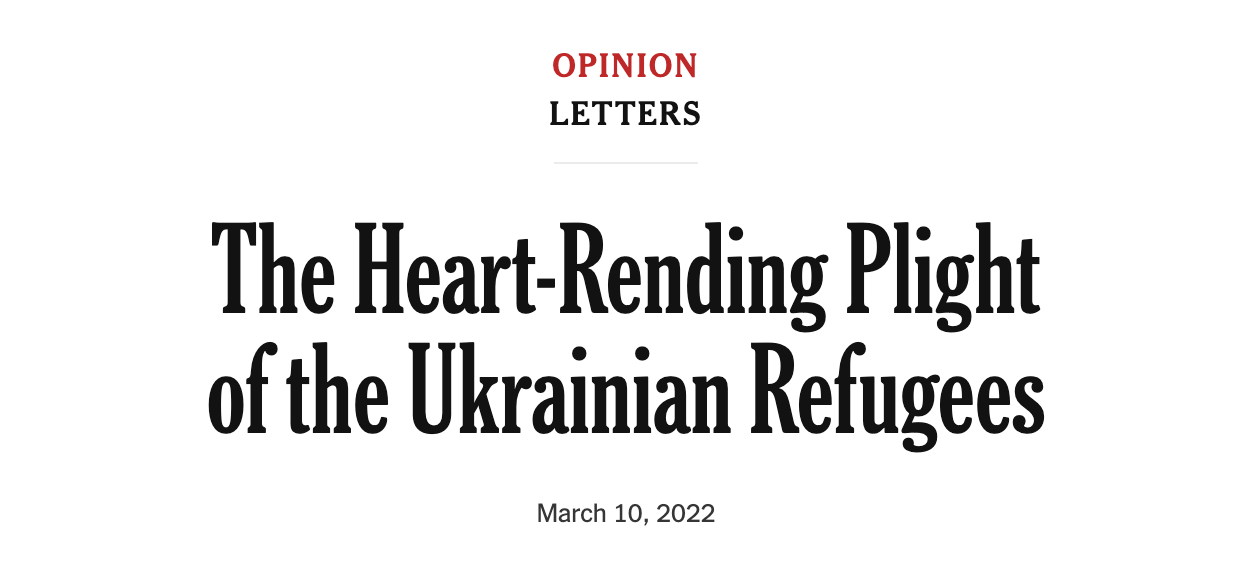 OPINION
LETTERS
The Heart-Rending Plight
of the Ukrainian Refugees
March 10, 2022